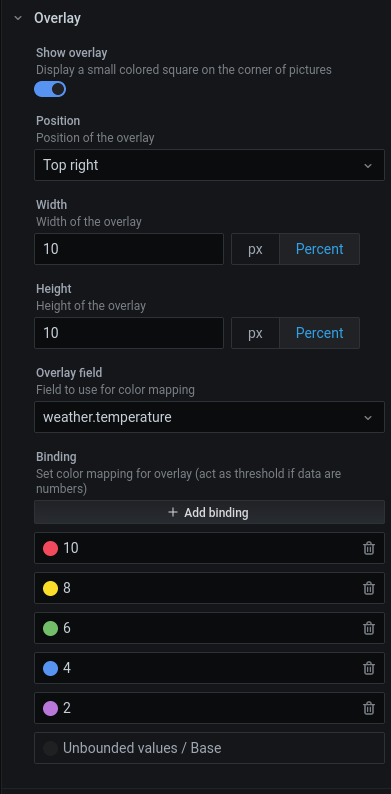 Overlay
Show overlay
Display a small colored square on the corner of pictures
Position
Position of the overlay
Top right
Width
Width of the overlay
10 px Percent
Height
Height of the overlay
10 px Percent
Overlay field
Field to use for color mapping
weather.temperature
Binding
Set color mapping for overlay (act as threshold if data are
numbers)
+ Add binding
10
8
6
4
2
Unbounded values / Base